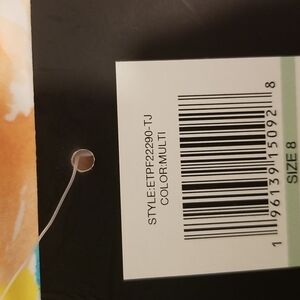 STYLE:ETPF22290-TJ
COLOR:MULTI
1 96139 15092 8
SIZE 8